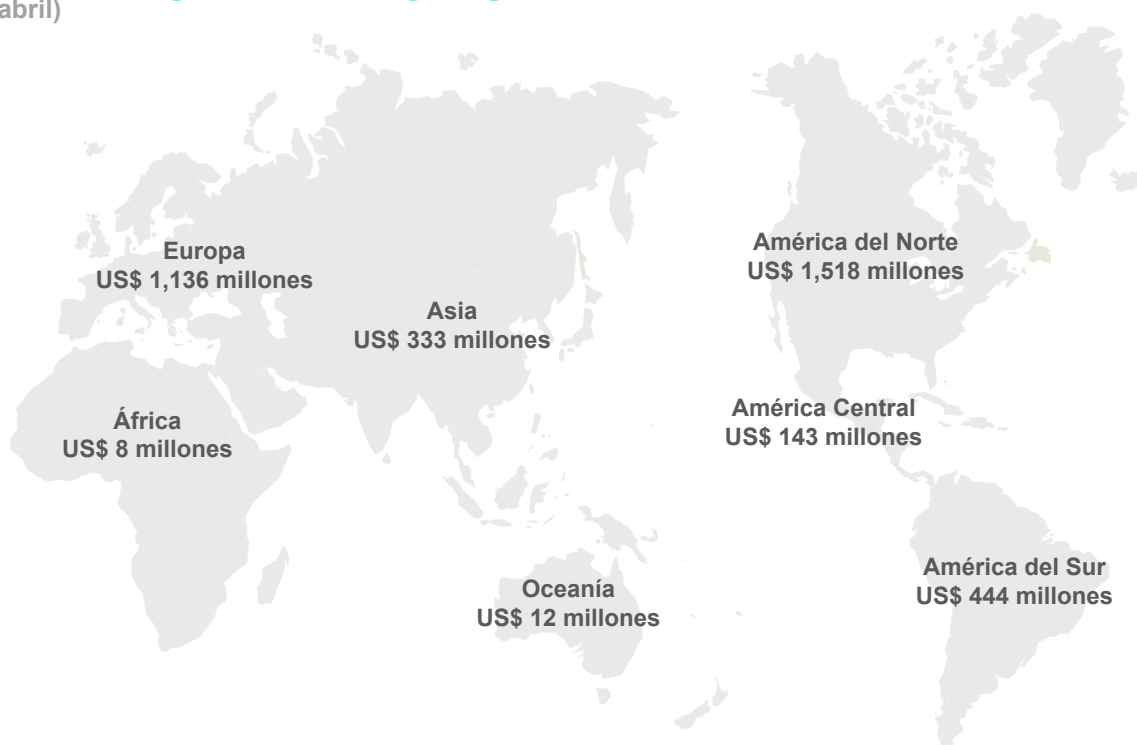 abril)
Europa
US$ 1,136 millones
América del Norte
US$ 1,518 millones
Asia
US$ 333 millones
África
US$ 8 millones
América Central
US$ 143 millones
América del Sur
US$ 444 millones
Oceanía
US$ 12 millones